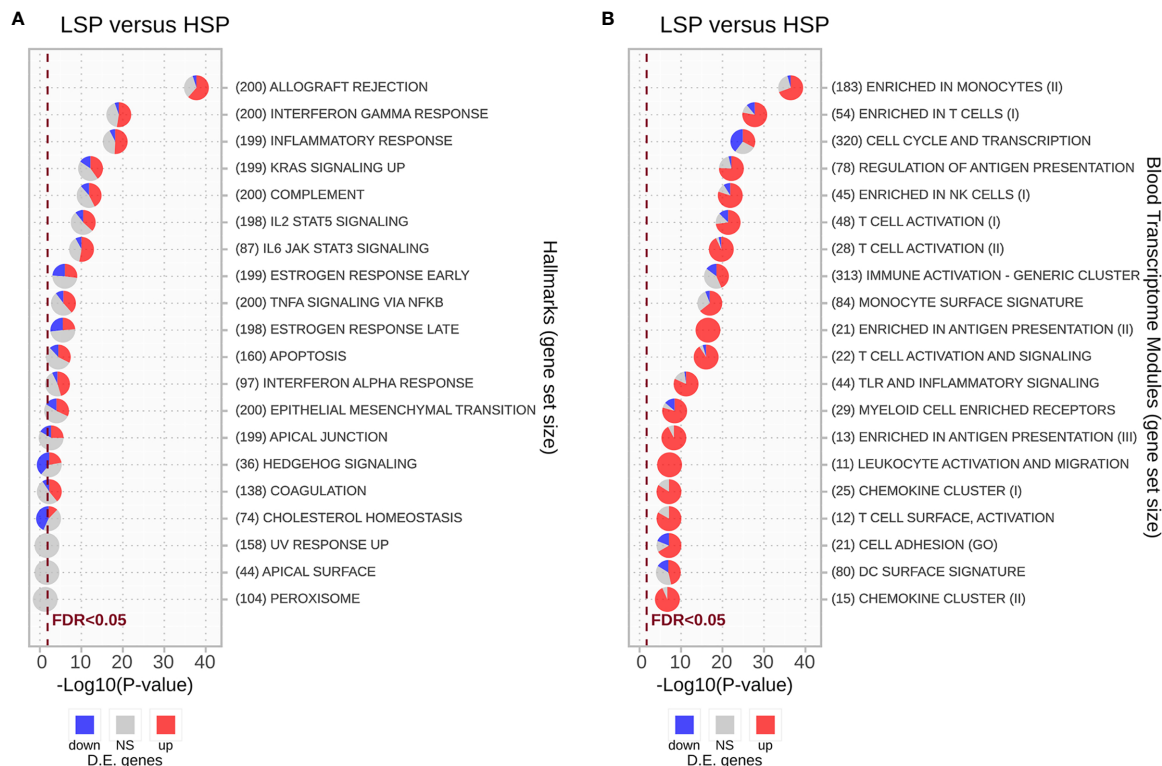 A
LSP versus HSP
(200) ALLOGRAFT REJECTION
(200) INTERFERON GAMMA RESPONSE
(199) INFLAMMATORY RESPONSE
(199) KRAS SIGNALING UP
(200) COMPLEMENT
(198) IL2 STAT5 SIGNALING
(87) IL6 JAK STAT3 SIGNALING
(199) ESTROGEN RESPONSE EARLY
(200) TNFA SIGNALING VIA NFKB
(198) ESTROGEN RESPONSE LATE
(160) APOPTOSIS
(97) INTERFERON ALPHA RESPONSE
(200) EPITHELIAL MESENCHYMAL TRANSITION
(199) APICAL JUNCTION
(36) HEDGEHOG SIGNALING
(138) COAGULATION
(74) CHOLESTEROL HOMEOSTASIS
(158) UV RESPONSE UP
(44) APICAL SURFACE
(104) PEROXISOME
FDR<0.05
0 10 20 30 40
-Log10(P-value)
Hallmarks (gene set size)
down NS up
D.E. genes
B
LSP versus HSP
(183) ENRICHED IN MONOCYTES (II)
(54) ENRICHED IN T CELLS (I)
(320) CELL CYCLE AND TRANSCRIPTION
(78) REGULATION OF ANTIGEN PRESENTATION
(45) ENRICHED IN NK CELLS (I)
(48) T CELL ACTIVATION (I)
(28) T CELL ACTIVATION (II)
(313) IMMUNE ACTIVATION - GENERIC CLUSTER
(84) MONOCYTE SURFACE SIGNATURE
(21) ENRICHED IN ANTIGEN PRESENTATION (II)
(22) T CELL ACTIVATION AND SIGNALING
(44) TLR AND INFLAMMATORY SIGNALING
(29) MYELOID CELL ENRICHED RECEPTORS
(13) ENRICHED IN ANTIGEN PRESENTATION (III)
(11) LEUKOCYTE ACTIVATION AND MIGRATION
(25) CHEMOKINE CLUSTER (I)
(12) T CELL SURFACE, ACTIVATION
(21) CELL ADHESION (GO)
(80) DC SURFACE SIGNATURE
(15) CHEMOKINE CLUSTER (II)
FDR<0.05
0 10 20 30 40
-Log10(P-value)
Blood Transcriptome Modules (gene set size)
down NS up
D.E. genes